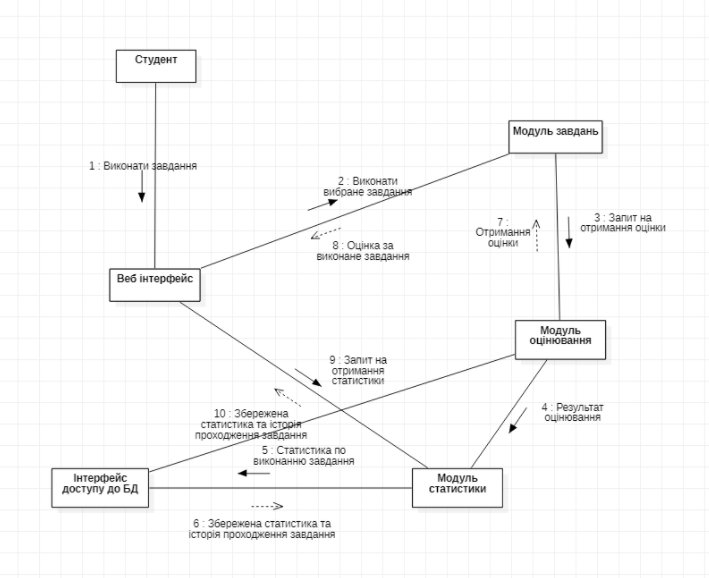 Студент
Модуль завдань
1 : Виконати завдання
2 : Виконати
вибране завдання
7 :
Отримання
оцінки
3 : Запит на
отримання оцінки
8 : Оцінка за
виконане завдання
Веб інтерфейс
Модуль
оцінювання
9 : Запит на
отримання
статистики
4 : Результат
оцінювання
10 : Збережена
статистика та історія
проходження завдання
5 : Статистика по
виконанню завдання
Інтерфейс
доступу до БД
Модуль
статистики
6 : Збережена статистика та
історія проходження завдання